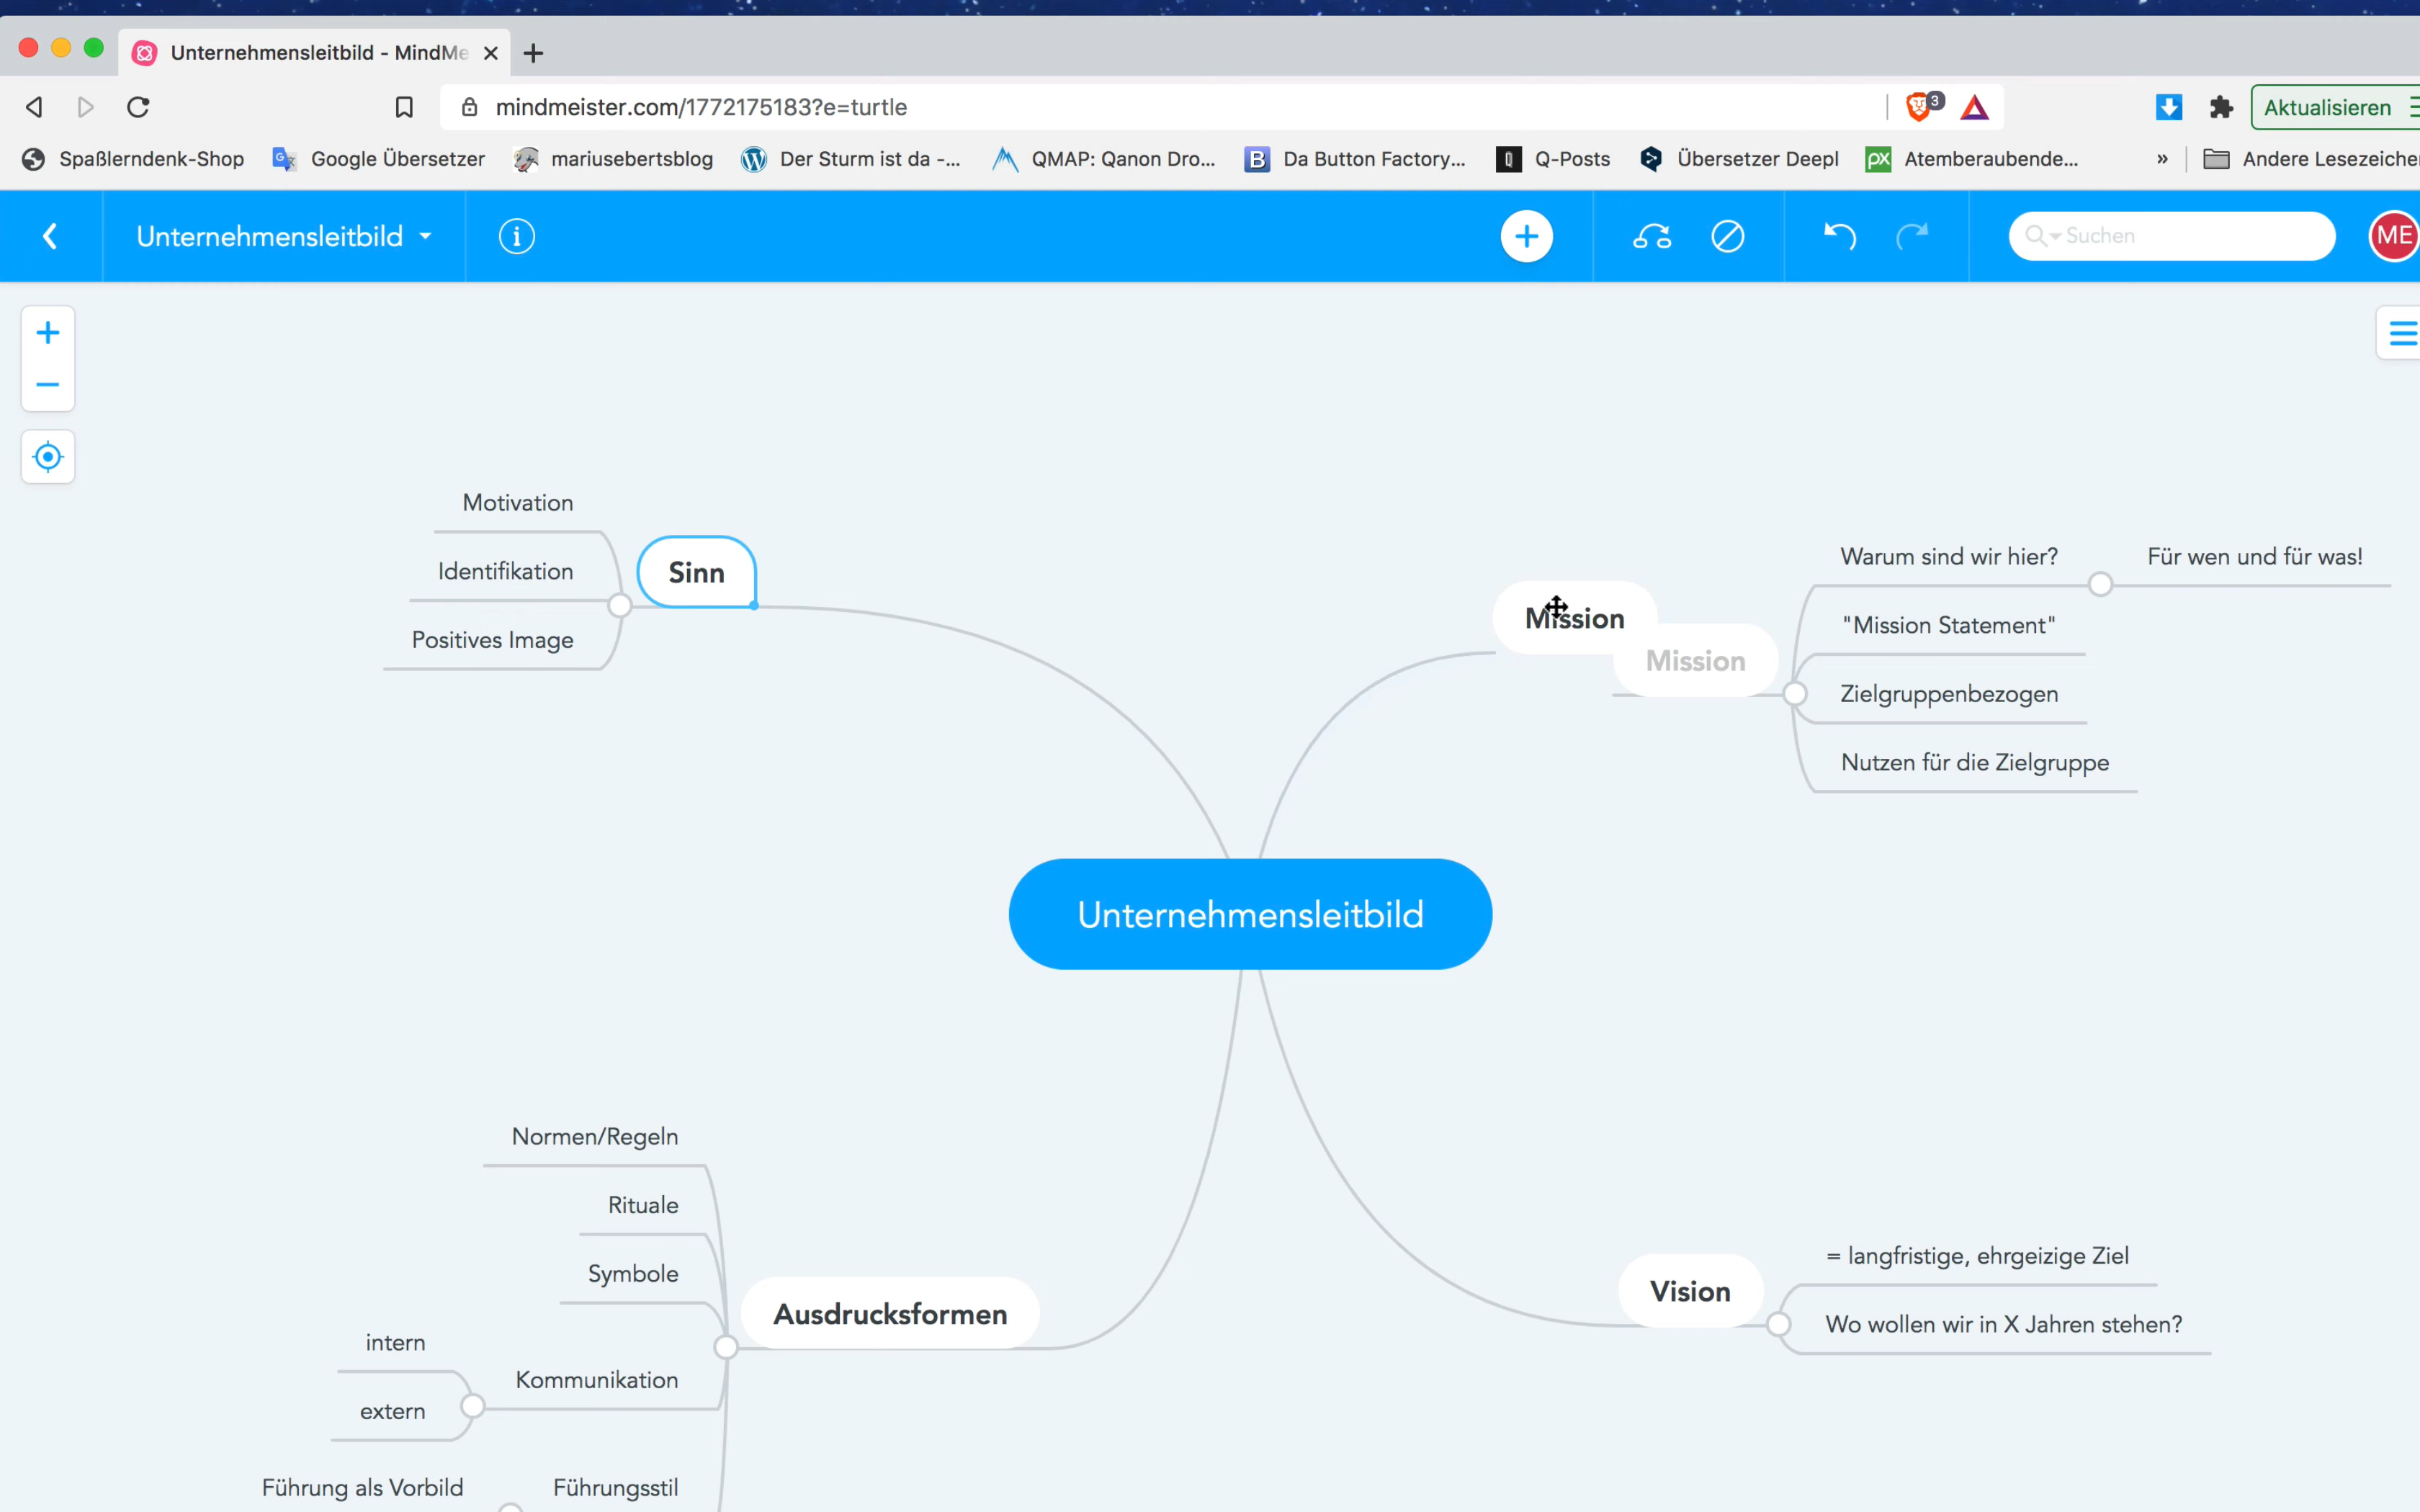 Unternehmensleitbild - MindMe
mindmeister.com/1772175183?e=turtle
3
Aktualisieren
Spaßlerndenk-Shop
Google Übersetzer
mariusebertsblog
Der Sturm ist da -...
QMAP: Qanon Dro...
B
Da Button Factory...
Q-Posts
Übersetzer Deepl
px
Atemberaubende...
»
Andere Lesezeiche
Unternehmensleitbild
Suchen
ME
Motivation
Identifikation
Positives Image
Sinn
Mission
Mission
Warum sind wir hier?
Für wen und für was!
"Mission Statement"
Zielgruppenbezogen
Nutzen für die Zielgruppe
Unternehmensleitbild
Normen/Regeln
Rituale
Symbole
Ausdrucksformen
intern
extern
Kommunikation
Führung als Vorbild
Führungsstil
Vision
= langfristige, ehrgeizige Ziel
Wo wollen wir in X Jahren stehen?